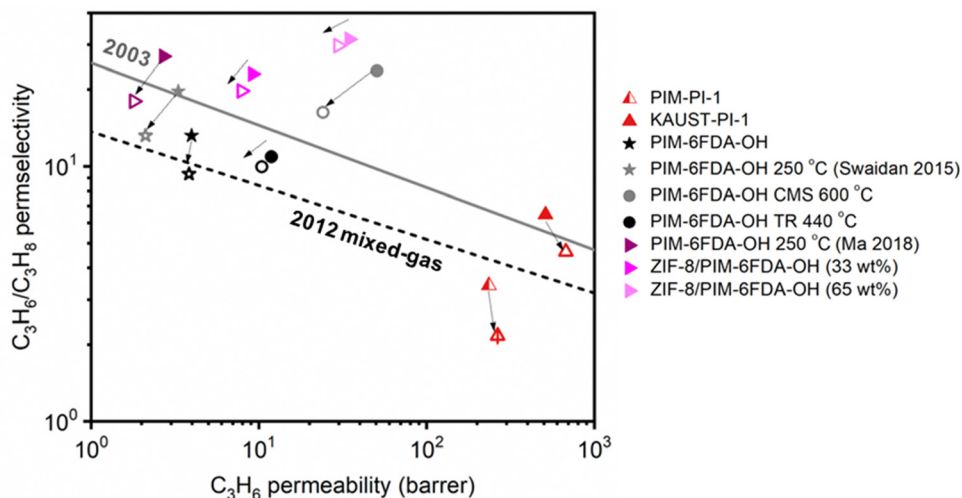 C₃H₆/C₃H₈ permselectivity
10¹
10⁰
2003
2012 mixed-gas
10⁰ 10¹ 10² 10³
C₃H₆ permeability (barrer)
PIM-PI-1
KAUST-PI-1
PIM-6FDA-OH
PIM-6FDA-OH 250 °C (Swaidan 2015)
PIM-6FDA-OH CMS 600 °C
PIM-6FDA-OH TR 440 °C
PIM-6FDA-OH 250 °C (Ma 2018)
ZIF-8/PIM-6FDA-OH (33 wt%)
ZIF-8/PIM-6FDA-OH (65 wt%)